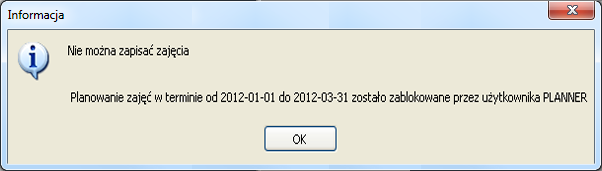 Informacja
Nie można zapisać zajęcia
Planowanie zajęć w terminie od 2012-01-01 do 2012-03-31 zostało zablokowane przez użytkownika PLANNER
OK